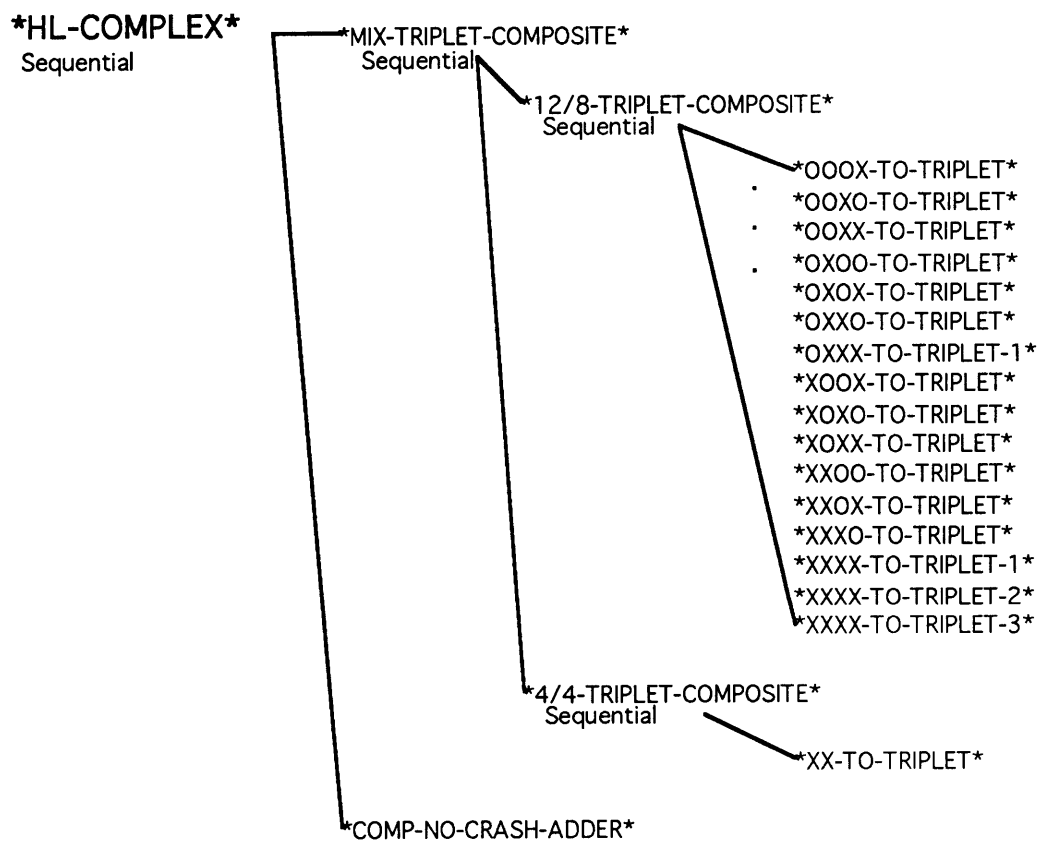 *HL-COMPLEX*
Sequential
*MIX-TRIPLET-COMPOSITE*
Sequential
*12/8-TRIPLET-COMPOSITE*
Sequential
*OOOX-TO-TRIPLET*
*OOXO-TO-TRIPLET*
*OOXX-TO-TRIPLET*
*OXOO-TO-TRIPLET*
*OXOX-TO-TRIPLET*
*OXXO-TO-TRIPLET*
*OXXX-TO-TRIPLET-1*
*XOOX-TO-TRIPLET*
*XOXO-TO-TRIPLET*
*XOXX-TO-TRIPLET*
*XXOO-TO-TRIPLET*
*XXOX-TO-TRIPLET*
*XXXO-TO-TRIPLET*
*XXXX-TO-TRIPLET-1*
*XXXX-TO-TRIPLET-2*
*XXXX-TO-TRIPLET-3*
*4/4-TRIPLET-COMPOSITE*
Sequential
*XX-TO-TRIPLET*
*COMP-NO-CRASH-ADDER*